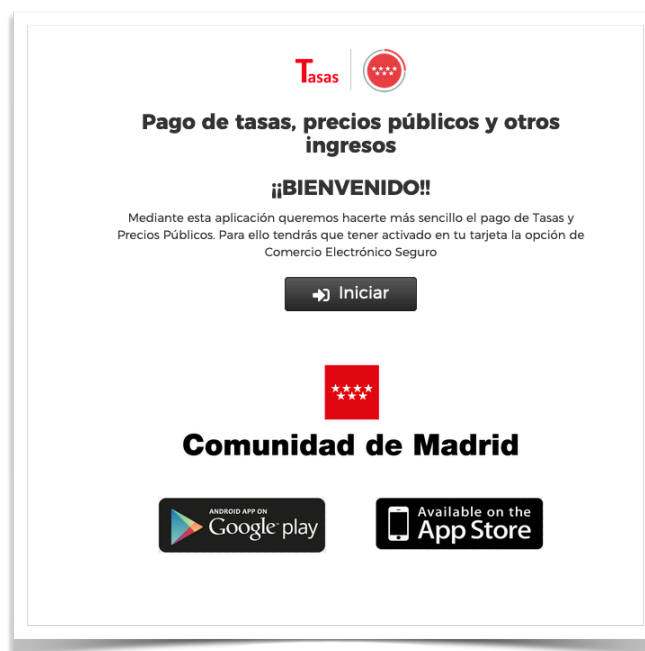 Tasas
Pago de tasas, precios públicos y otros
ingresos
¡¡BIENVENIDO!!
Mediante esta aplicación queremos hacerte más sencillo el pago de Tasas y
Precios Públicos. Para ello tendrás que tener activado en tu tarjeta la opción de
Comercio Electrónico Seguro
Iniciar
Comunidad de Madrid
ANDROID APP ON
Google play
Available on the
App Store